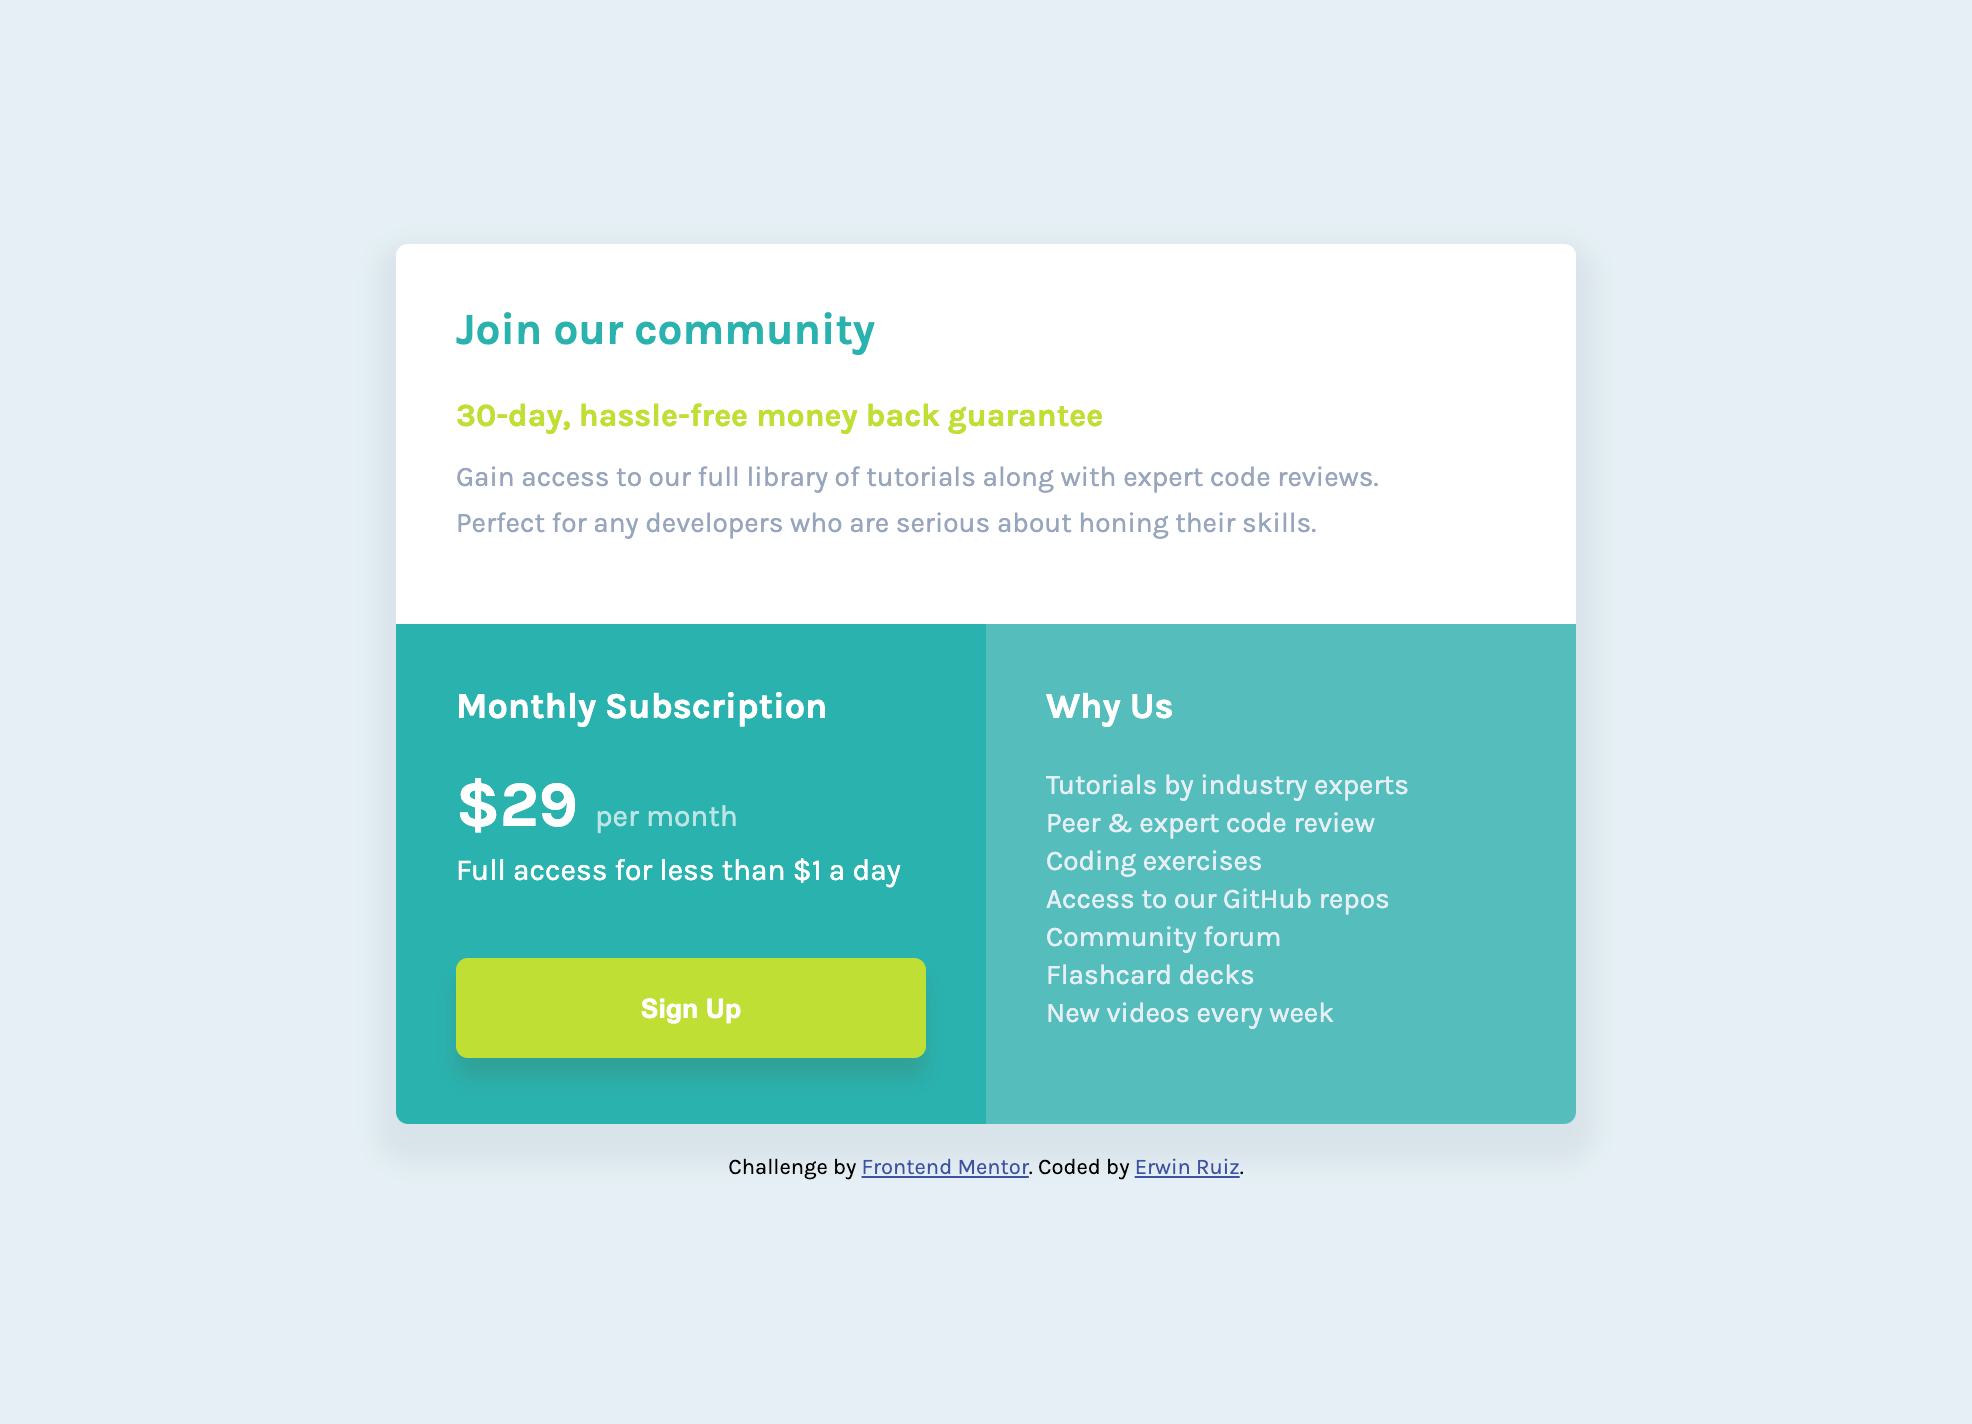 Join our community
30-day, hassle-free money back guarantee
Gain access to our full library of tutorials along with expert code reviews.
Perfect for any developers who are serious about honing their skills.
Monthly Subscription
$29 per month
Full access for less than $1 a day
Sign Up
Why Us
Tutorials by industry experts
Peer & expert code review
Coding exercises
Access to our GitHub repos
Community forum
Flashcard decks
New videos every week
Challenge by Frontend Mentor. Coded by Erwin Ruiz.